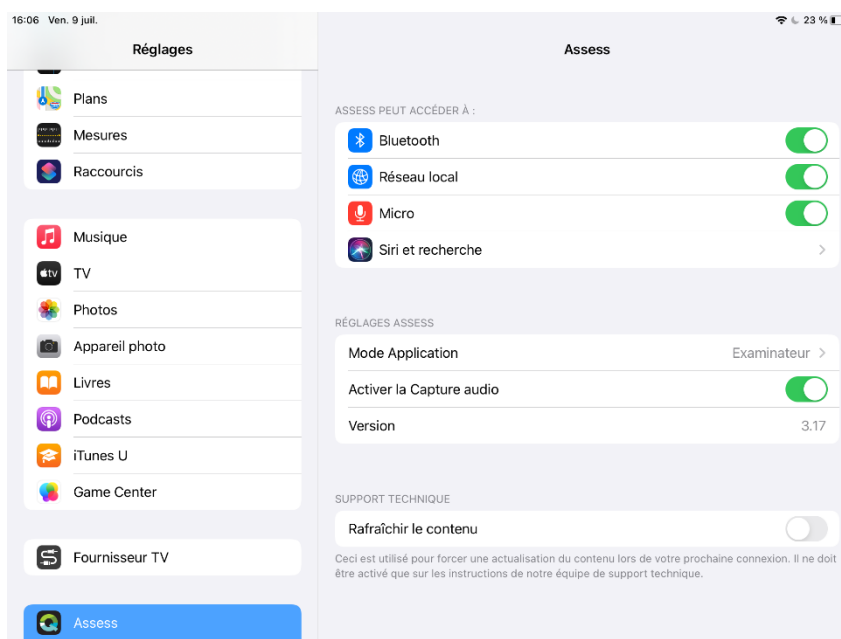 16:06 Ven. 9 juil.
23 %
Réglages
Plans
Mesures
Raccourcis
Musique
TV
Photos
Appareil photo
Livres
Podcasts
iTunes U
Game Center
Fournisseur TV
Assess
Assess
ASSESS PEUT ACCÉDER À :
Bluetooth
Réseau local
Micro
Siri et recherche
RÉGLAGES ASSESS
Mode Application Examinateur
Activer la Capture audio
Version 3.17
SUPPORT TECHNIQUE
Rafraîchir le contenu
Ceci est utilisé pour forcer une actualisation du contenu lors de votre prochaine connexion. Il ne doit
être activé que sur les instructions de notre équipe de support technique.